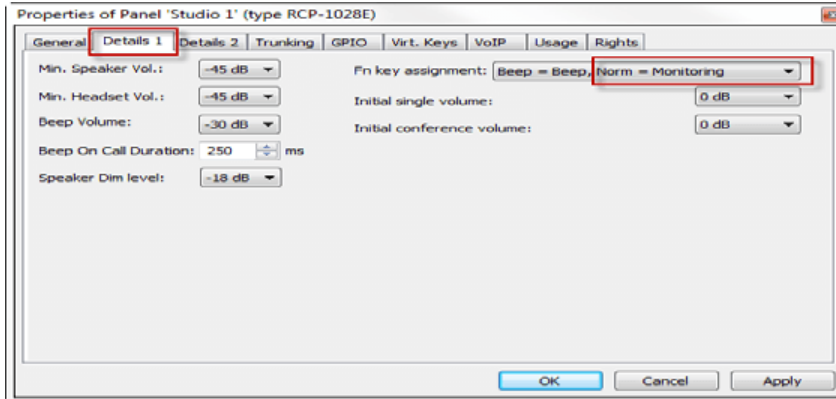 Properties of Panel 'Studio 1' (type RCP-1028E)
General Details 1 Details 2 Trunking GPIO Virt. Keys VoIP Usage Rights
Min. Speaker Vol.: -45 dB Fn key assignment: Beep = Beep, Norm = Monitoring
Min. Headset Vol.: -45 dB Initial single volume: 0 dB
Beep Volume: -30 dB Initial conference volume: 0 dB
Beep On Call Duration: 250 ms
Speaker Dim level: -18 dB
OK Cancel Apply